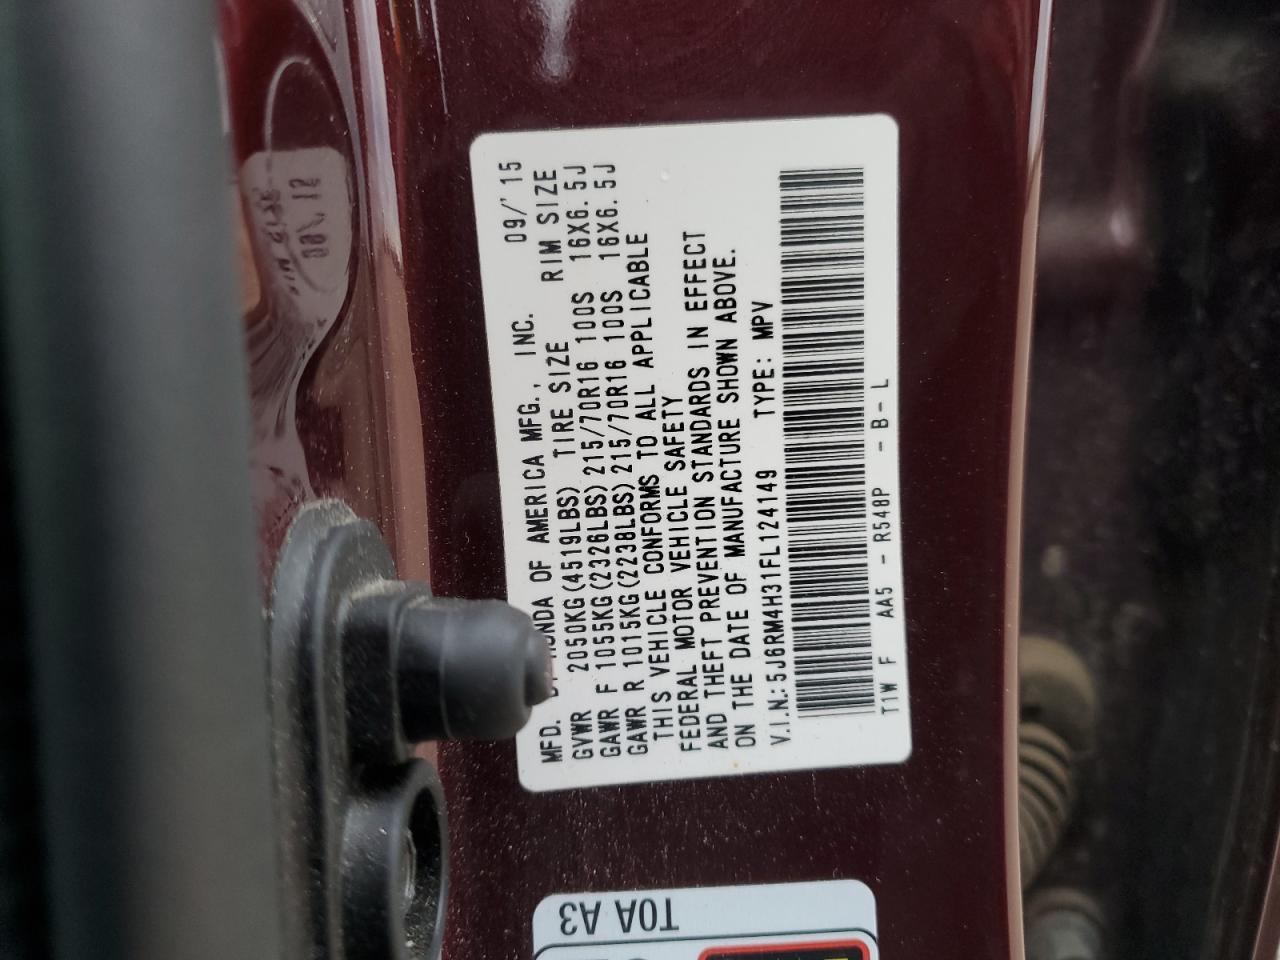 MFD. BY HONDA OF AMERICA MFG., INC. 09/'15
GVWR 2050KG(4519LBS) TIRE SIZE RIM SIZE
GAWR F 1055KG(2326LBS)215/70R16 100S 16X6.5J
GAWR R 1015KG(2238LBS)215/70R16 100S 16X6.5J
THIS VEHICLE CONFORMS TO ALL APPLICABLE
FEDERAL MOTOR VEHICLE SAFETY
AND THEFT PREVENTION STANDARDS IN EFFECT
ON THE DATE OF MANUFACTURE SHOWN ABOVE.
V.I.N.:5J6RM4H31FL124149 TYPE: MPV
T1W F AA5 - R548P - B- L
T0A A3